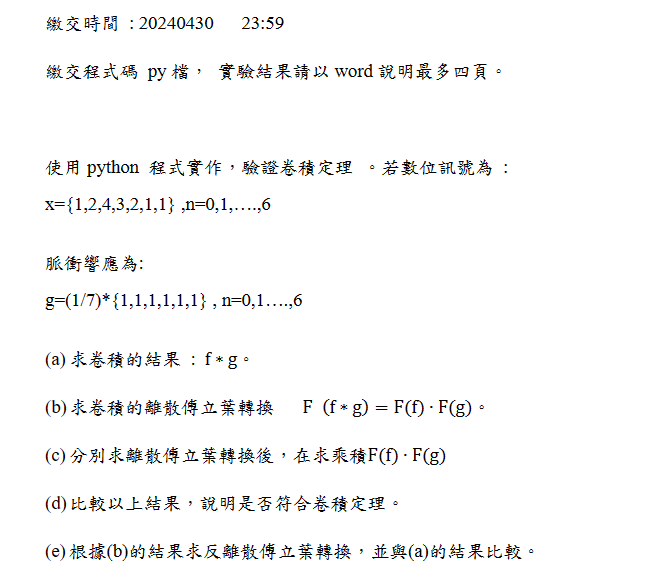 繳交時間 : 20240430 23:59
繳交程式碼 py 檔， 實驗結果請以 word 說明最多四頁。
使用 python 程式實作，驗證卷積定理 。若數位訊號為 :
x={1,2,4,3,2,1,1} ,n=0,1,….,6
脈衝響應為:
g=(1/7)*{1,1,1,1,1,1} , n=0,1….,6
(a) 求卷積的結果 : f ∗ g。
(b) 求卷積的離散傅立葉轉換 F (f ∗ g) = F(f) · F(g)。
(c) 分別求離散傅立葉轉換後，在求乘積F(f) · F(g)
(d) 比較以上結果，說明是否符合卷積定理。
(e) 根據(b)的結果求反離散傅立葉轉換，並與(a)的結果比較。